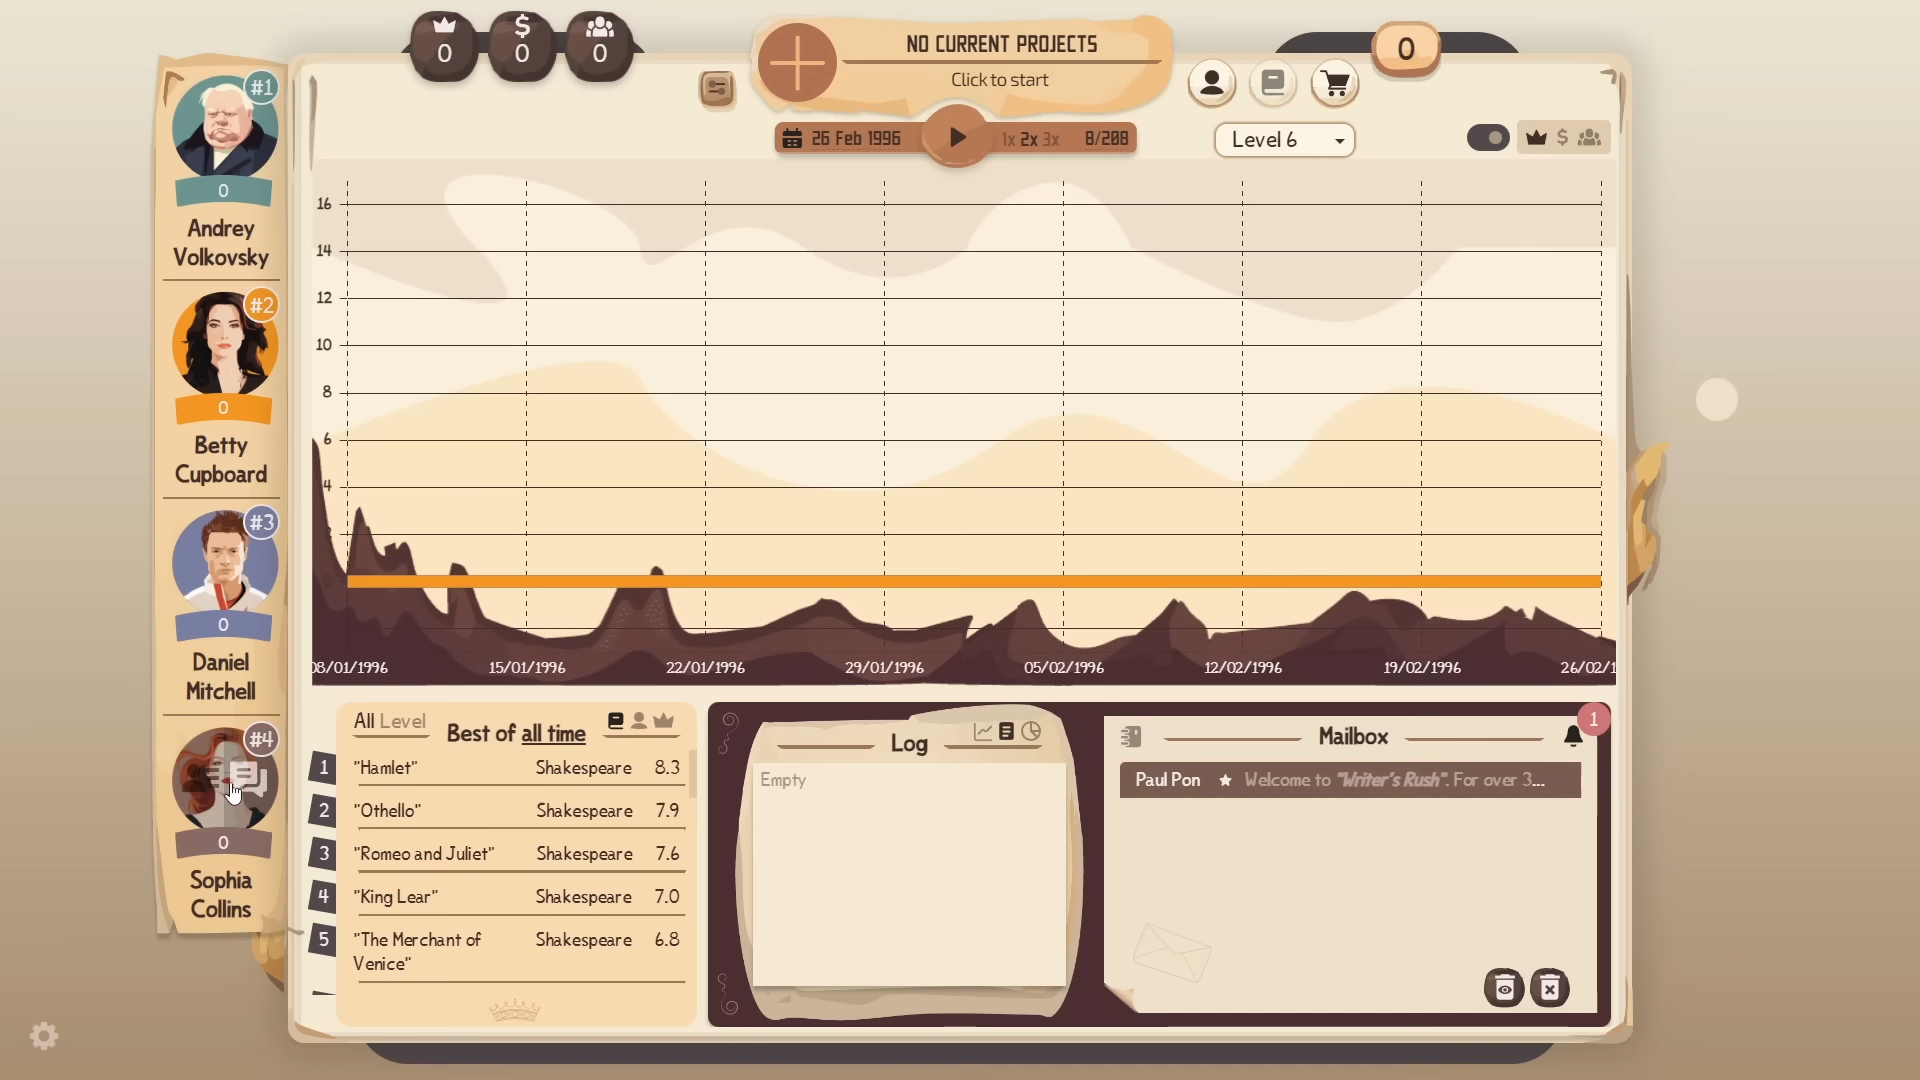 0
0
0
NO CURRENT PROJECTS
Click to start
0
26 Feb 1996
1x 2x 3x
8/208
Level 6
#1
0
Andrey
Volkovsky
#2
0
Betty
Cupboard
#3
0
Daniel
Mitchell
#4
0
Sophia
Collins
16
14
12
10
8
6
4
2
0
08/01/1996
15/01/1996
22/01/1996
29/01/1996
05/02/1996
12/02/1996
19/02/1996
26/02/1
All Level
Best of all time
1 "Hamlet" Shakespeare 8.3
2 "Othello" Shakespeare 7.9
3 "Romeo and Juliet" Shakespeare 7.6
4 "King Lear" Shakespeare 7.0
5 "The Merchant of Shakespeare 6.8
Venice"
Log
Empty
Mailbox
1
Paul Pon Welcome to "Writer's Rush". For over 3...